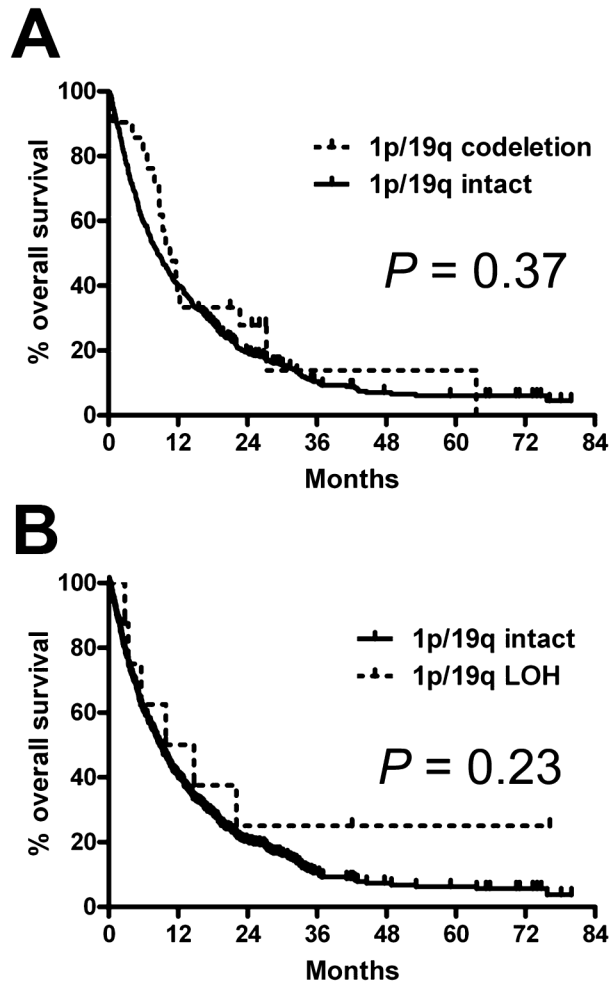 A
100
80
60
40
20
0
% overall survival
1p/19q codeletion
1p/19q intact
P = 0.37
0 12 24 36 48 60 72 84
Months
B
100
80
60
40
20
0
% overall survival
1p/19q intact
1p/19q LOH
P = 0.23
0 12 24 36 48 60 72 84
Months